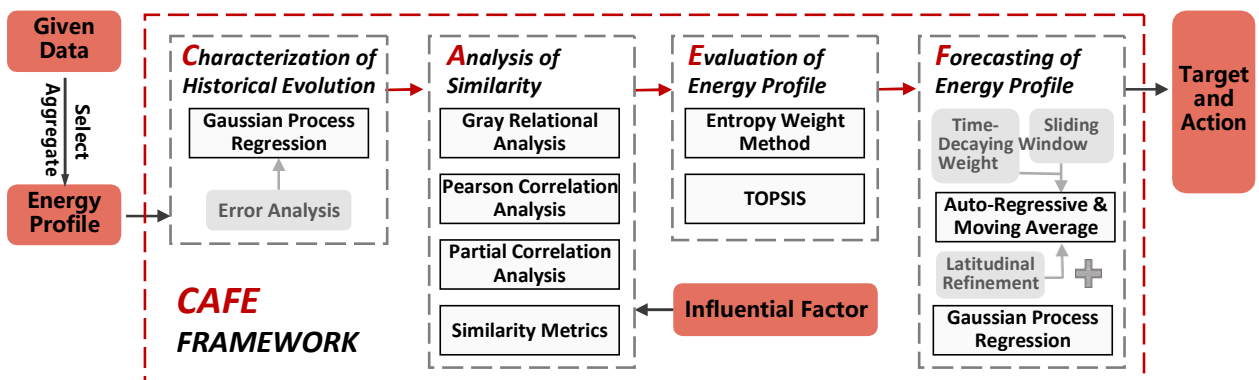 Given
Data
Select
Aggregate
Energy
Profile
Characterization of
Historical Evolution
Gaussian Process
Regression
Error Analysis
CAFE
FRAMEWORK
Analysis of
Similarity
Gray Relational
Analysis
Pearson Correlation
Analysis
Partial Correlation
Analysis
Similarity Metrics
Influential Factor
Evaluation of
Energy Profile
Entropy Weight
Method
TOPSIS
Forecasting of
Energy Profile
Time-
Decaying
Weight
Sliding
Window
Auto-Regressive &
Moving Average
Latitudinal
Refinement
Gaussian Process
Regression
Target
and
Action